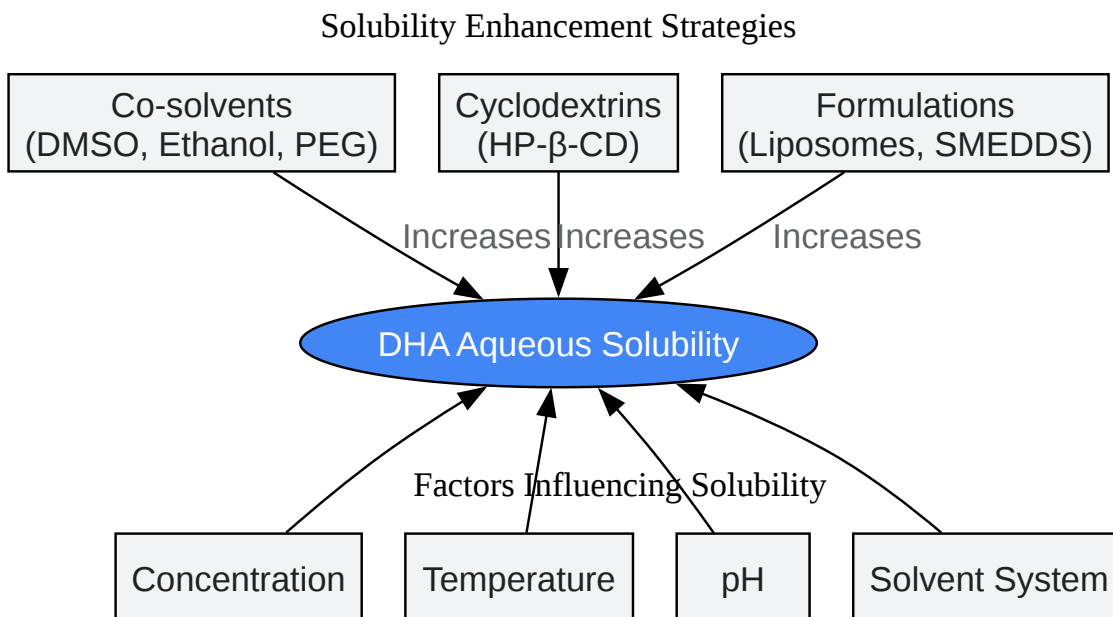 Solubility Enhancement Strategies
Co-solvents
(DMSO, Ethanol, PEG)
Cyclodextrins
(HP-β-CD)
Formulations
(Liposomes, SMEDDS)
Increases
Increases
Increases
DHA Aqueous Solubility
Factors Influencing Solubility
Concentration
Temperature
pH
Solvent System